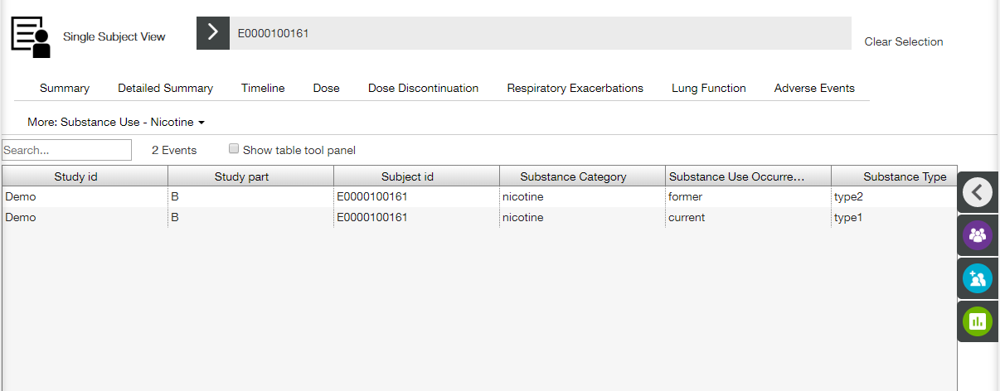 Single Subject View
E0000100161
Clear Selection
Summary Detailed Summary Timeline Dose Dose Discontinuation Respiratory Exacerbations Lung Function Adverse Events
More: Substance Use - Nicotine
Search... 2 Events Show table tool panel
Study id Study part Subject id Substance Category Substance Use Occurre... Substance Type
Demo B E0000100161 nicotine former type2
Demo B E0000100161 nicotine current type1